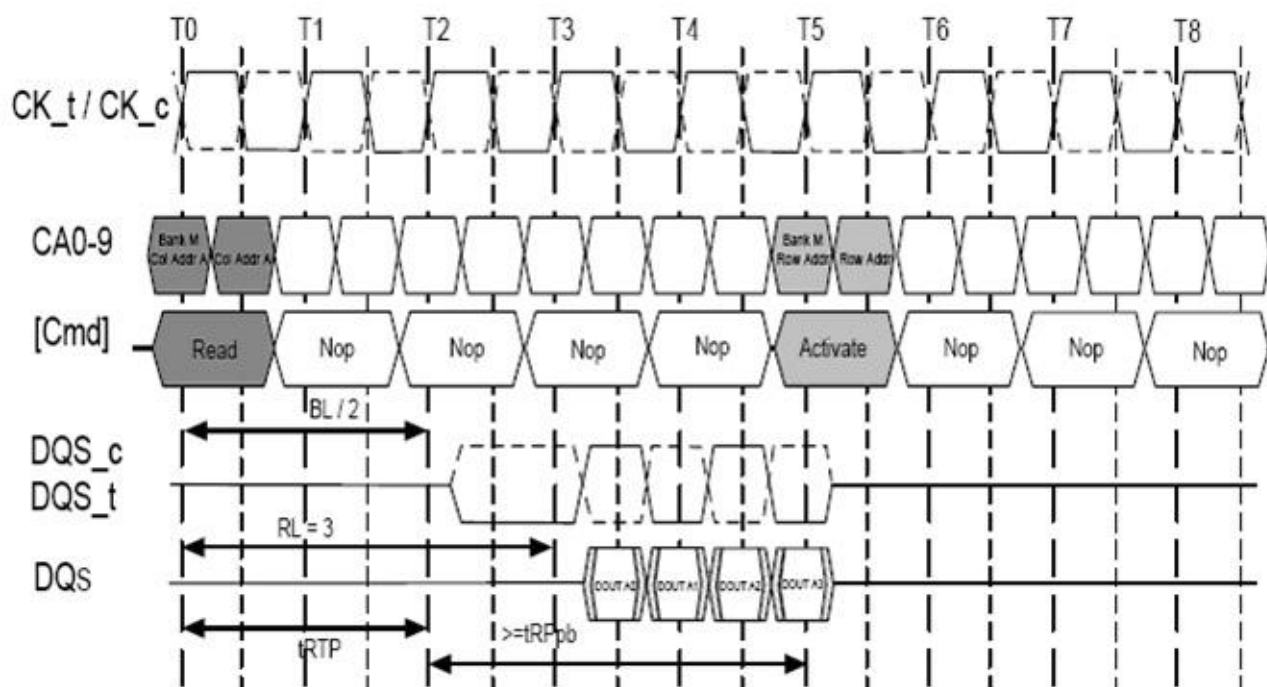 T0 T1 T2 T3 T4 T5 T6 T7 T8
CK_t / CK_c
CA0-9
Bank M
Col Addr A
Col Addr A
Bank M
Row Addr
Row Addr
[Cmd]
Read Nop Nop Nop Nop Activate Nop Nop Nop
BL / 2
DQS_c
DQS_t
RL = 3
DQs
DOUT A0 DOUT A1 DOUT A2 DOUT A3
tRTP
>=tRPpb